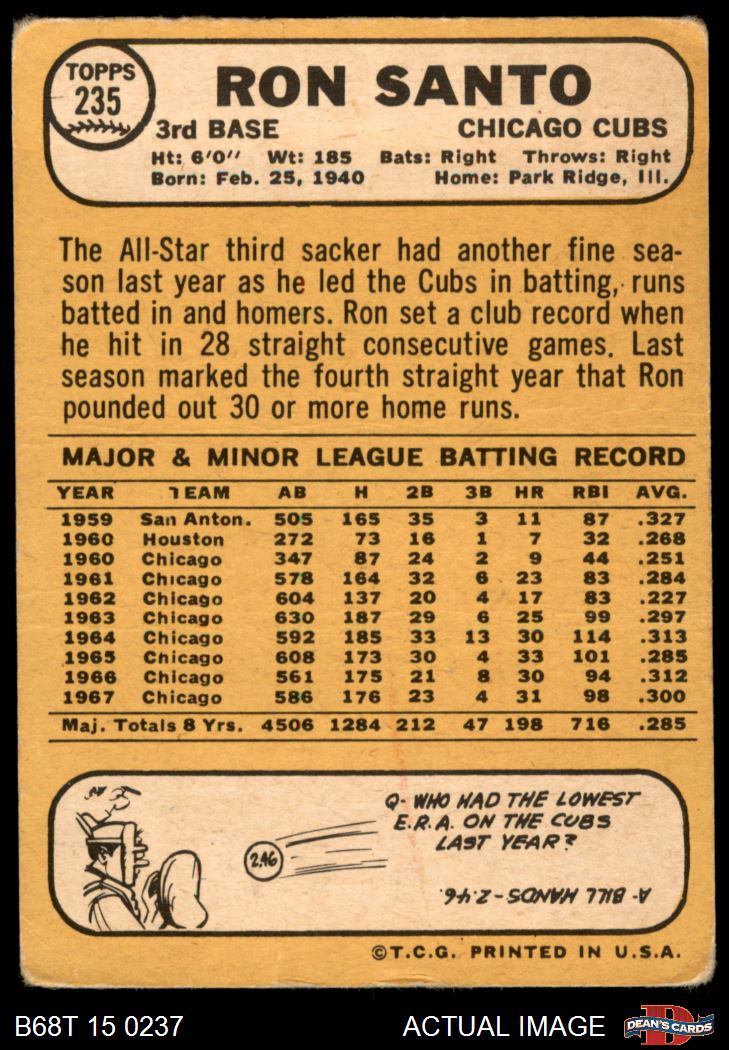 TOPPS
235
RON SANTO
3rd BASE CHICAGO CUBS
Ht: 6'0'' Wt: 185 Bats: Right Throws: Right
Born: Feb. 25, 1940 Home: Park Ridge, Ill.
The All-Star third sacker had another fine sea-
son last year as he led the Cubs in batting, runs
batted in and homers. Ron set a club record when
he hit in 28 straight consecutive games. Last
season marked the fourth straight year that Ron
pounded out 30 or more home runs.
MAJOR & MINOR LEAGUE BATTING RECORD
YEAR TEAM AB H 2B 3B HR RBI AVG.
1959 San Anton. 505 165 35 3 11 87 .327
1960 Houston 272 73 16 1 7 32 .268
1960 Chicago 347 87 24 2 9 44 .251
1961 Chicago 578 164 32 6 23 83 .284
1962 Chicago 604 137 20 4 17 83 .227
1963 Chicago 630 187 29 6 25 99 .297
1964 Chicago 592 185 33 13 30 114 .313
1965 Chicago 608 173 30 4 33 101 .285
1966 Chicago 561 175 21 8 30 94 .312
1967 Chicago 586 176 23 4 31 98 .300
Maj. Totals 8 Yrs. 4506 1284 212 47 198 716 .285
Q- WHO HAD THE LOWEST
E.R.A. ON THE CUBS
LAST YEAR?
2.46
A- BILL HANDS-2.46.
©T.C.G. PRINTED IN U.S.A.
B68T 15 0237 ACTUAL IMAGE
D
DEAN'S CARDS